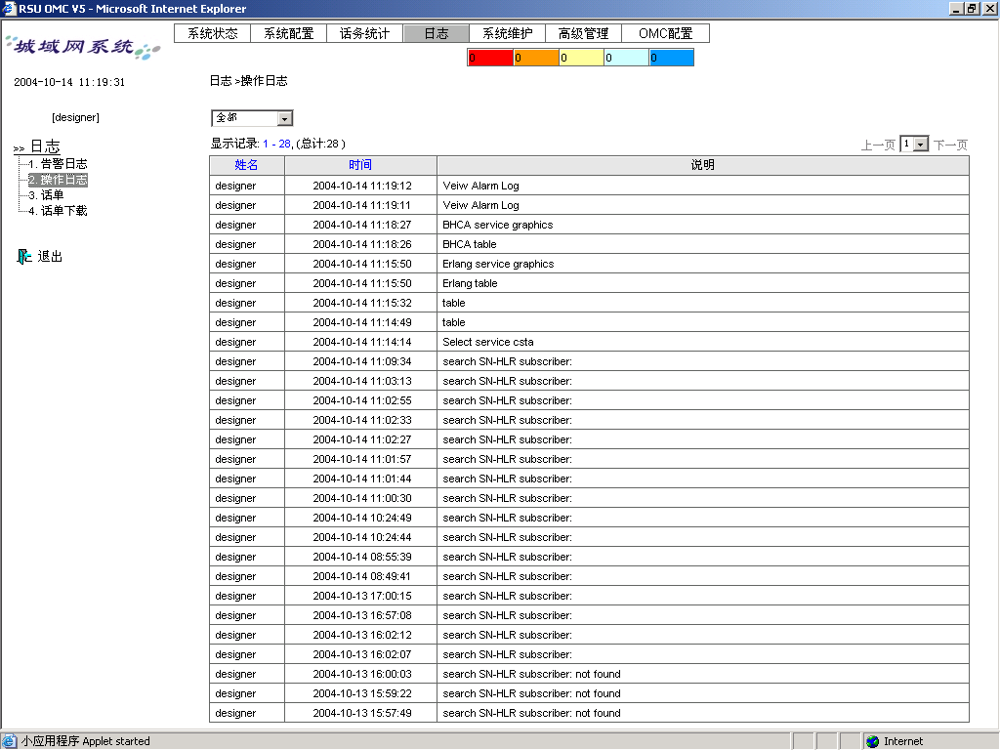 RSU OMC V5 - Microsoft Internet Explorer
城域网系统
系统状态 系统配置 话务统计 日志 系统维护 高级管理 OMC配置
0 0 0 0 0
2004-10-14 11:19:31
日志 >操作日志
[designer]
全部
>> 日志
1. 告警日志
2. 操作日志
3. 话单
4. 话单下载
退出
显示记录: 1 - 28, (总计:28 )
上一页 1 下一页
姓名 时间 说明
designer 2004-10-14 11:19:12 Veiw Alarm Log
designer 2004-10-14 11:19:11 Veiw Alarm Log
designer 2004-10-14 11:18:27 BHCA service graphics
designer 2004-10-14 11:18:26 BHCA table
designer 2004-10-14 11:15:50 Erlang service graphics
designer 2004-10-14 11:15:50 Erlang table
designer 2004-10-14 11:15:32 table
designer 2004-10-14 11:14:49 table
designer 2004-10-14 11:14:14 Select service csta
designer 2004-10-14 11:09:34 search SN-HLR subscriber:
designer 2004-10-14 11:03:13 search SN-HLR subscriber:
designer 2004-10-14 11:02:55 search SN-HLR subscriber:
designer 2004-10-14 11:02:33 search SN-HLR subscriber:
designer 2004-10-14 11:02:27 search SN-HLR subscriber:
designer 2004-10-14 11:01:57 search SN-HLR subscriber:
designer 2004-10-14 11:01:44 search SN-HLR subscriber:
designer 2004-10-14 11:00:30 search SN-HLR subscriber:
designer 2004-10-14 10:24:49 search SN-HLR subscriber:
designer 2004-10-14 10:24:44 search SN-HLR subscriber:
designer 2004-10-14 08:55:39 search SN-HLR subscriber:
designer 2004-10-14 08:49:41 search SN-HLR subscriber:
designer 2004-10-13 17:00:15 search SN-HLR subscriber:
designer 2004-10-13 16:57:08 search SN-HLR subscriber:
designer 2004-10-13 16:02:12 search SN-HLR subscriber:
designer 2004-10-13 16:02:07 search SN-HLR subscriber:
designer 2004-10-13 16:00:03 search SN-HLR subscriber: not found
designer 2004-10-13 15:59:22 search SN-HLR subscriber: not found
designer 2004-10-13 15:57:49 search SN-HLR subscriber: not found
小应用程序 Applet started
Internet